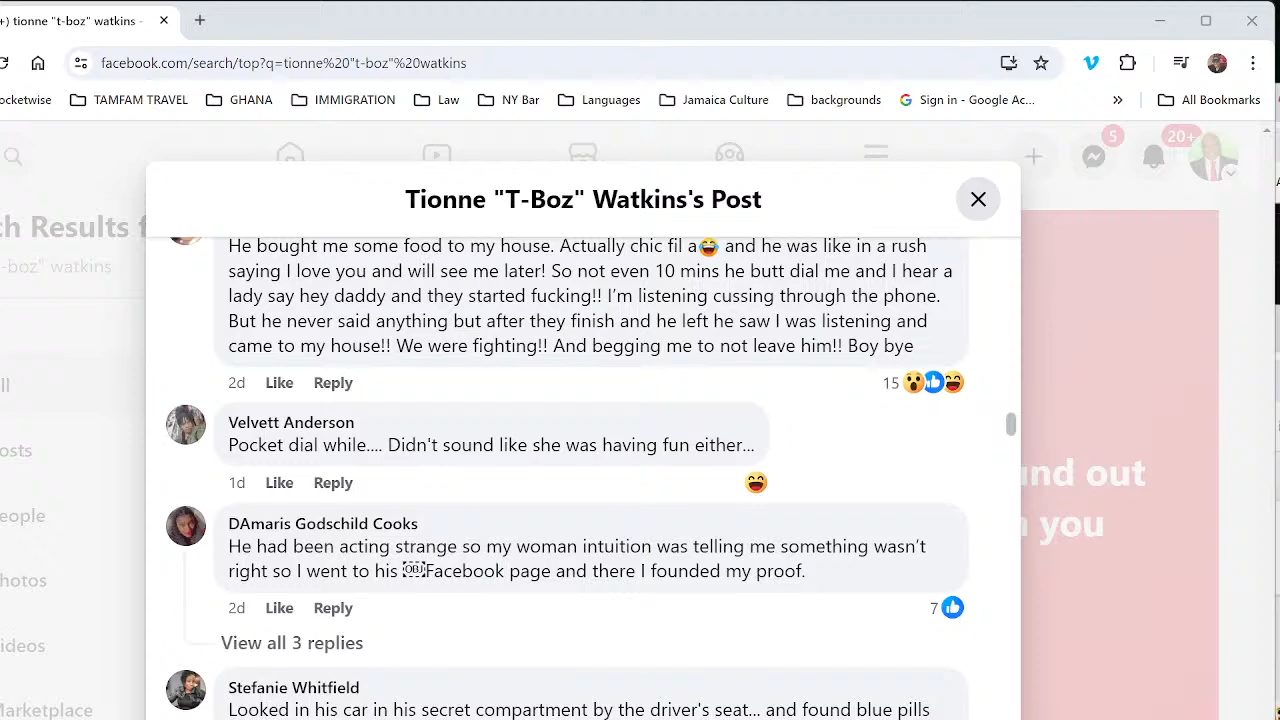 +) tionne "t-boz" watkins -
facebook.com/search/top?q=tionne%20"t-boz"%20watkins
ocketwise TAMFAM TRAVEL GHANA IMMIGRATION Law NY Bar Languages Jamaica Culture backgrounds Sign in - Google Ac... » All Bookmarks
5 20+
Tionne "T-Boz" Watkins's Post
ch Results f
-boz" watkins
He bought me some food to my house. Actually chic fil a😂 and he was like in a rush
saying I love you and will see me later! So not even 10 mins he butt dial me and I hear a
lady say hey daddy and they started fucking!! I’m listening cussing through the phone.
But he never said anything but after they finish and he left he saw I was listening and
came to my house!! We were fighting!! And begging me to not leave him!! Boy bye
2d Like Reply 15
ll
Velvett Anderson
Pocket dial while.... Didn't sound like she was having fun either...
1d Like Reply
osts
und out
eople
n you
DAmaris Godschild Cooks
He had been acting strange so my woman intuition was telling me something wasn’t
right so I went to his OBJ Facebook page and there I founded my proof.
hotos
2d Like Reply 7
View all 3 replies
ideos
Stefanie Whitfield
Looked in his car in his secret compartment by the driver's seat... and found blue pills
Marketplace